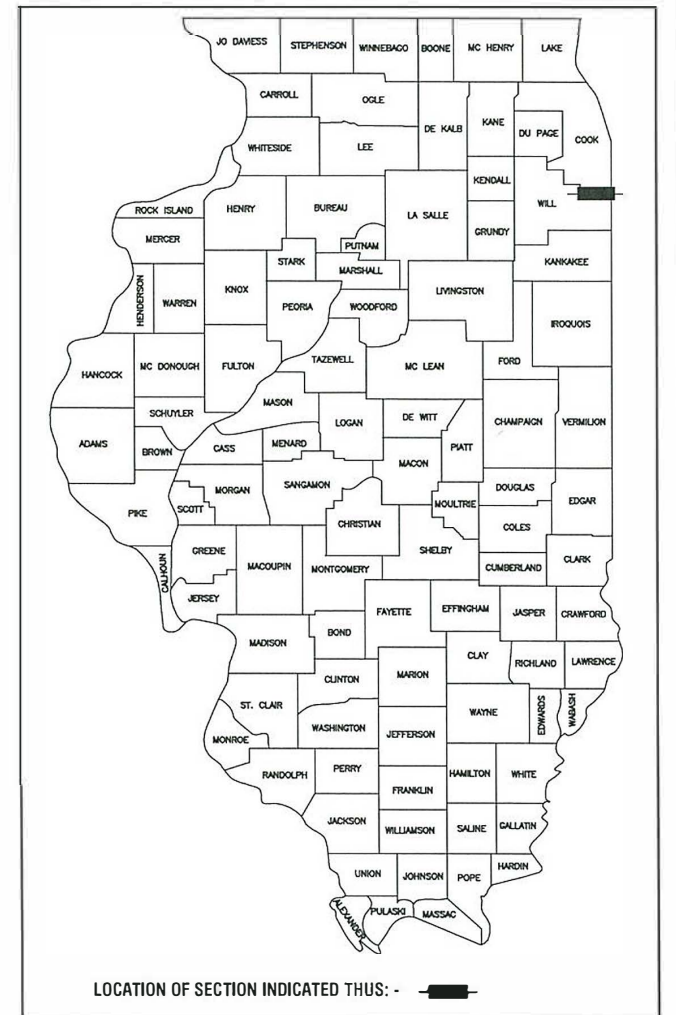 JO DAVIESS STEPHENSON WINNEBAGO BOONE MC HENRY LAKE
CARROLL OGLE DE KALB KANE DU PAGE COOK
WHITESIDE LEE
KENDALL
ROCK ISLAND HENRY BUREAU LA SALLE WILL
MERCER PUTNAM GRUNDY
STARK MARSHALL KANKAKEE
HENDERSON WARREN KNOX PEORIA WOODFORD LIVINGSTON IROQUOIS
HANCOCK MC DONOUGH FULTON TAZEWELL MC LEAN FORD
SCHUYLER MASON
ADAMS BROWN CASS MENARD LOGAN DE WITT PIATT CHAMPAIGN VERMILION
MACON
PIKE SCOTT MORGAN SANGAMON MOULTRIE DOUGLAS EDGAR
CHRISTIAN COLES
CALHOUN GREENE MACOUPIN MONTGOMERY SHELBY CUMBERLAND CLARK
JERSEY FAYETTE EFFINGHAM JASPER CRAWFORD
MADISON BOND
CLINTON MARION CLAY RICHLAND LAWRENCE
ST. CLAIR WAYNE EDWARDS WABASH
MONROE WASHINGTON JEFFERSON
RANDOLPH PERRY HAMILTON WHITE
FRANKLIN
JACKSON WILLIAMSON SALINE GALLATIN
UNION JOHNSON POPE HARDIN
ALEXANDER PULASKI MASSAC
LOCATION OF SECTION INDICATED THUS: -